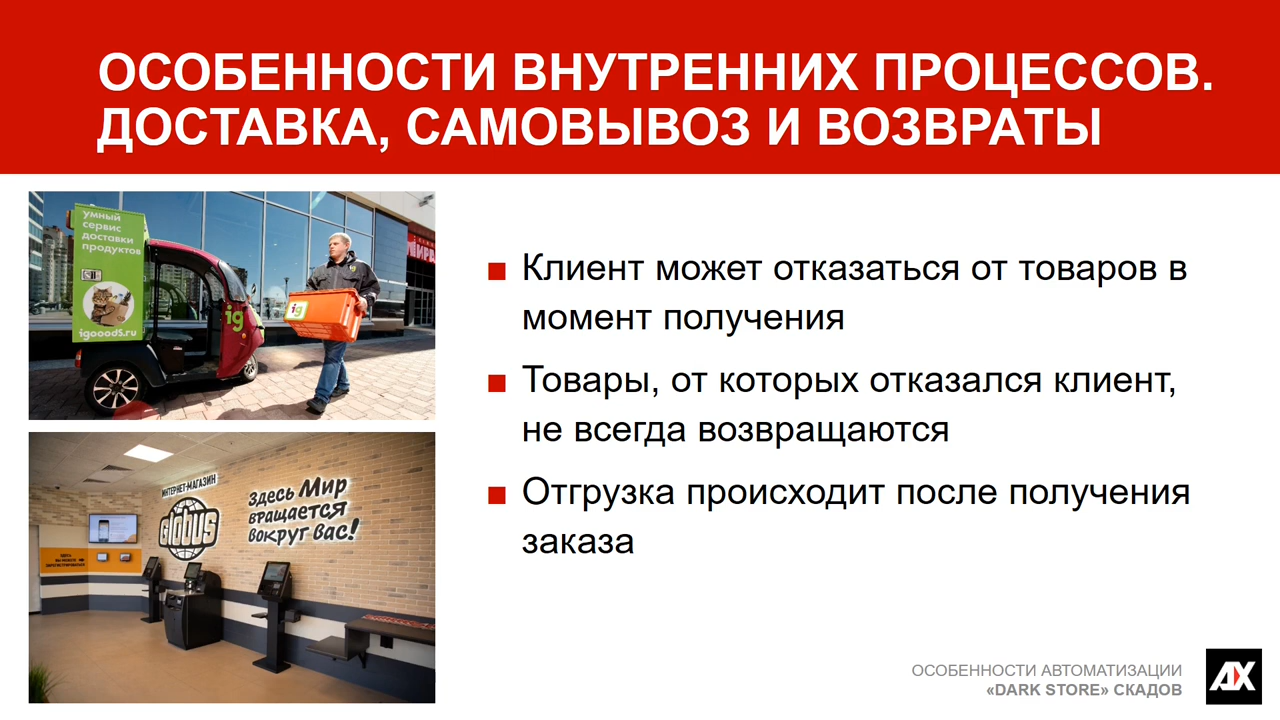 ОСОБЕННОСТИ ВНУТРЕННИХ ПРОЦЕССОВ.
ДОСТАВКА, САМОВЫВОЗ И ВОЗВРАТЫ
умный
сервис
доставки
продуктов
igooods.ru
ig
ig
ИНТЕРНЕТ-МАГАЗИН
Globus
Здесь Мир
вращается
вокруг вас!
Клиент может отказаться от товаров в
момент получения
Товары, от которых отказался клиент,
не всегда возвращаются
Отгрузка происходит после получения
заказа
ОСОБЕННОСТИ АВТОМАТИЗАЦИИ
«DARK STORE» СКАДОВ